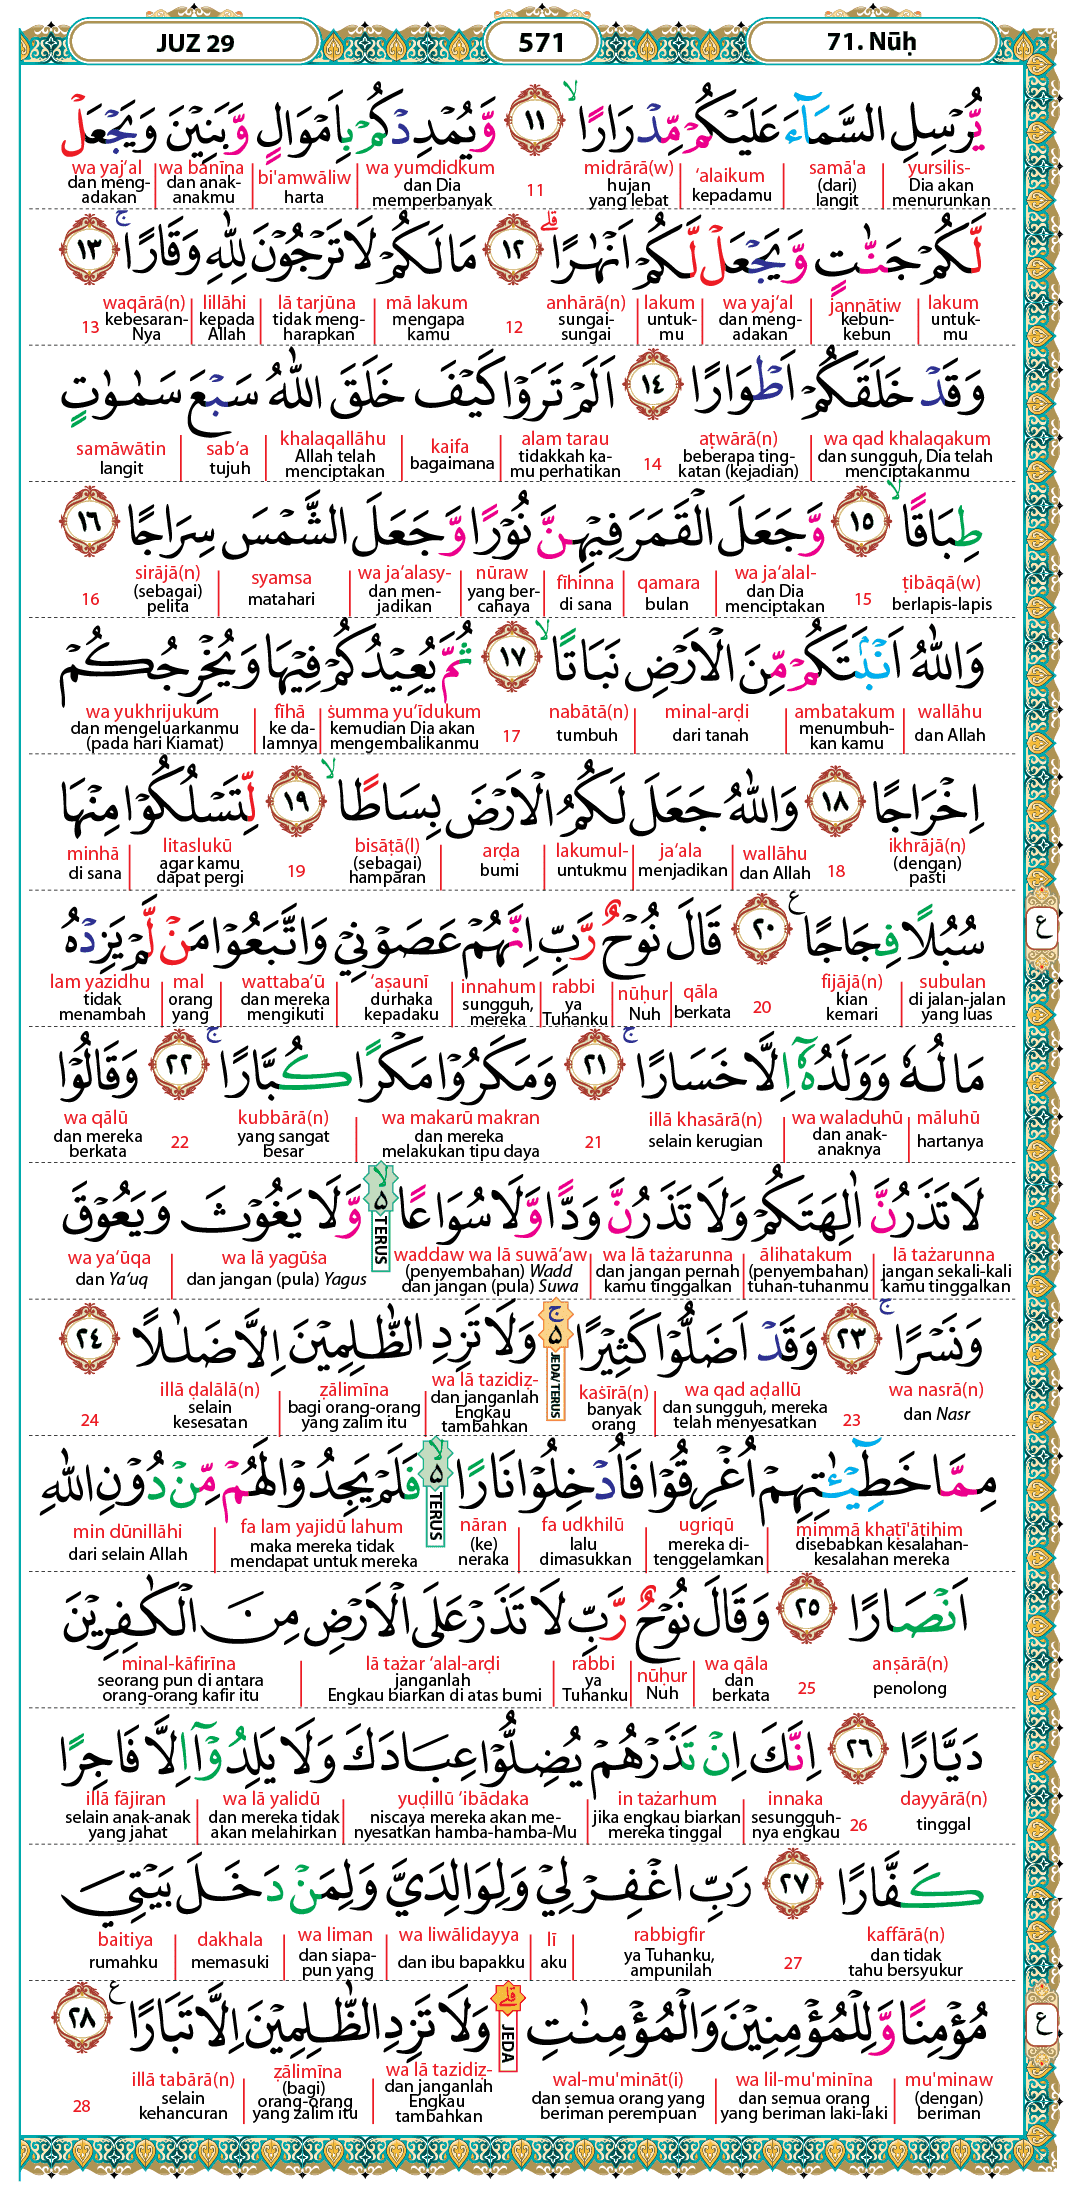 JUZ 29 571 71. Nūḥ
يُّرْسِلِ السَّمَاۤءَ عَلَيْكُمْ مِّدْرَارًاۙ ١١ وَّيُمْدِدْكُمْ بِاَمْوَالٍ وَّبَنِيْنَ وَيَجْعَلْ
yursilis- samā'a ‘alaikum midrārā(w) wa yumdidkum bi'amwāliw wa banīna wa yaj‘al
Dia akan menurunkan (dari) langit kepadamu hujan yang lebat 11 dan Dia memperbanyak harta dan anak-anakmu dan meng-adakan
لَّكُمْ جَنّٰتٍ وَّيَجْعَلْ لَّكُمْ اَنْهٰرًاۗ ١٢ مَا لَكُمْ لَا تَرْجُوْنَ لِلّٰهِ وَقَارًاۚ ١٣
lakum jannātiw wa yaj‘al lakum anhārā(n) mā lakum lā tarjūna lillāhi waqārā(n)
untuk-mu kebun-kebun dan meng-adakan untuk-mu sungai-sungai 12 mengapa kamu tidak meng-harapkan kepada Allah kebesaran-Nya 13
وَقَدْ خَلَقَكُمْ اَطْوَارًا ١٤ اَلَمْ تَرَوْا كَيْفَ خَلَقَ اللّٰهُ سَبْعَ سَمٰوٰتٍ
wa qad khalaqakum aṭwārā(n) alam tarau kaifa khalaqallāhu sab‘a samāwātin
dan sungguh, Dia telah menciptakanmu beberapa ting-katan (kejadian) 14 tidakkah ka-mu perhatikan bagaimana Allah telah menciptakan tujuh langit
طِبَاقًاۙ ١٥ وَّجَعَلَ الْقَمَرَ فِيْهِنَّ نُوْرًا وَّجَعَلَ الشَّمْسَ سِرَاجًا ١٦
ṭibāqā(w) wa ja‘alal- qamara fīhinna nūraw wa ja‘alasy- syamsa sirājā(n)
berlapis-lapis 15 dan Dia menciptakan bulan di sana yang ber-cahaya dan men-jadikan matahari (sebagai) pelita 16
وَاللّٰهُ اَنْۢبَتَكُمْ مِّنَ الْاَرْضِ نَبَاتًاۙ ١٧ ثُمَّ يُعِيْدُكُمْ فِيْهَا وَيُخْرِجُكُمْ
wallāhu ambatakum minal-arḍi nabātā(n) ṡumma yu‘īdukum fīhā wa yukhrijukum
dan Allah menumbuh-kan kamu dari tanah tumbuh 17 kemudian Dia akan mengembalikanmu ke da-lamnya dan mengeluarkanmu (pada hari Kiamat)
اِخْرَاجًا ١٨ وَاللّٰهُ جَعَلَ لَكُمُ الْاَرْضَ بِسَاطًاۙ ١٩ لِّتَسْلُكُوْا مِنْهَا
ikhrājā(n) wallāhu ja‘ala lakumul- arḍa bisāṭā(l) litaslukū minhā
(dengan) pasti 18 dan Allah menjadikan untukmu bumi (sebagai) hamparan 19 agar kamu dapat pergi di sana
سُبُلًا فِجَاجًا ࣖ ٢٠ قَالَ نُوْحٌ رَّبِّ اِنَّهُمْ عَصَوْنِيْ وَاتَّبَعُوْا مَنْ لَّمْ يَزِدْهُ
subulan fijājā(n) qāla nūḥur rabbi innahum ‘aṣaunī wattaba‘ū mal lam yazidhu
di jalan-jalan yang luas kian kemari 20 berkata Nuh ya Tuhanku sungguh, mereka durhaka kepadaku dan mereka mengikuti orang yang tidak menambah
مَالُهٗ وَوَلَدُهٗٓ اِلَّا خَسَارًاۚ ٢١ وَمَكَرُوْا مَكْرًا كُبَّارًاۚ ٢٢ وَقَالُوْا
māluhū wa waladuhū illā khasārā(n) wa makarū makran kubbārā(n) wa qālū
hartanya dan anak-anaknya selain kerugian 21 dan mereka melakukan tipu daya yang sangat besar 22 dan mereka berkata
لَا تَذَرُنَّ اٰلِهَتَكُمْ وَلَا تَذَرُنَّ وَدًّا وَّلَا سُوَاعًا ۙ۵ TERUS وَّلَا يَغُوْثَ وَيَعُوْقَ
lā tażarunna ālihatakum wa lā tażarunna waddaw wa lā suwā‘aw wa lā yagūṡa wa ya‘ūqa
jangan sekali-kali kamu tinggalkan (penyembahan) tuhan-tuhanmu dan jangan pernah kamu tinggalkan (penyembahan) Wadd dan jangan (pula) Suwa dan jangan (pula) Yagus dan Ya‘uq
وَنَسْرًاۚ ٢٣ وَقَدْ اَضَلُّوْا كَثِيْرًا ۚ۵ JEDA/TERUS وَلَا تَزِدِ الظّٰلِمِيْنَ اِلَّا ضَلٰلًا ٢٤
wa nasrā(n) wa qad aḍallū kaṡīrā(n) wa lā tazidiẓ- ẓālimīna illā ḍalālā(n)
dan Nasr 23 dan sungguh, mereka telah menyesatkan banyak orang dan janganlah Engkau tambahkan bagi orang-orang yang zalim itu selain kesesatan 24
مِمَّا خَطِيْۤـٰٔتِهِمْ اُغْرِقُوْا فَاُدْخِلُوْا نَارًا ۙ۵ TERUS فَلَمْ يَجِدُوْا لَهُمْ مِّنْ دُوْنِ اللّٰهِ
mimmā khaṭī'ātihim ugriqū fa udkhilū nāran fa lam yajidū lahum min dūnillāhi
disebabkan kesalahan-kesalahan mereka mereka di-tenggelamkan lalu dimasukkan (ke) neraka maka mereka tidak mendapat untuk mereka dari selain Allah
اَنْصَارًا ٢٥ وَقَالَ نُوْحٌ رَّبِّ لَا تَذَرْ عَلَى الْاَرْضِ مِنَ الْكٰفِرِيْنَ
anṣārā(n) wa qāla nūḥur rabbi lā tażar ‘alal-arḍi minal-kāfirīna
penolong 25 dan berkata Nuh ya Tuhanku janganlah Engkau biarkan di atas bumi seorang pun di antara orang-orang kafir itu
دَيَّارًا ٢٦ اِنَّكَ اِنْ تَذَرْهُمْ يُضِلُّوْا عِبَادَكَ وَلَا يَلِدُوْٓا اِلَّا فَاجِرًا
dayyārā(n) innaka in tażarhum yuḍillū ‘ibādaka wa lā yalidū illā fājiran
tinggal 26 sesungguh-nya engkau jika engkau biarkan mereka tinggal niscaya mereka akan me-nyesatkan hamba-hamba-Mu dan mereka tidak akan melahirkan selain anak-anak yang jahat
كَفَّارًا ٢٧ رَبِّ اغْفِرْ لِيْ وَلِوَالِدَيَّ وَلِمَنْ دَخَلَ بَيْتِيَ
kaffārā(n) rabbigfir lī wa liwālidayya wa liman dakhala baitiya
dan tidak tahu bersyukur 27 ya Tuhanku, ampunilah aku dan ibu bapakku dan siapa-pun yang memasuki rumahku
مُؤْمِنًا وَّلِلْمُؤْمِنِيْنَ وَالْمُؤْمِنٰتِۗ JEDA وَلَا تَزِدِ الظّٰلِمِيْنَ اِلَّا تَبَارًا ࣖ ٢٨
mu'minaw wa lil-mu'minīna wal-mu'mināt(i) wa lā tazidiẓ- ẓālimīna illā tabārā(n)
(dengan) beriman dan semua orang yang beriman laki-laki dan semua orang yang beriman perempuan dan janganlah Engkau tambahkan (bagi) orang-orang yang zalim itu selain kehancuran 28
ع
ع